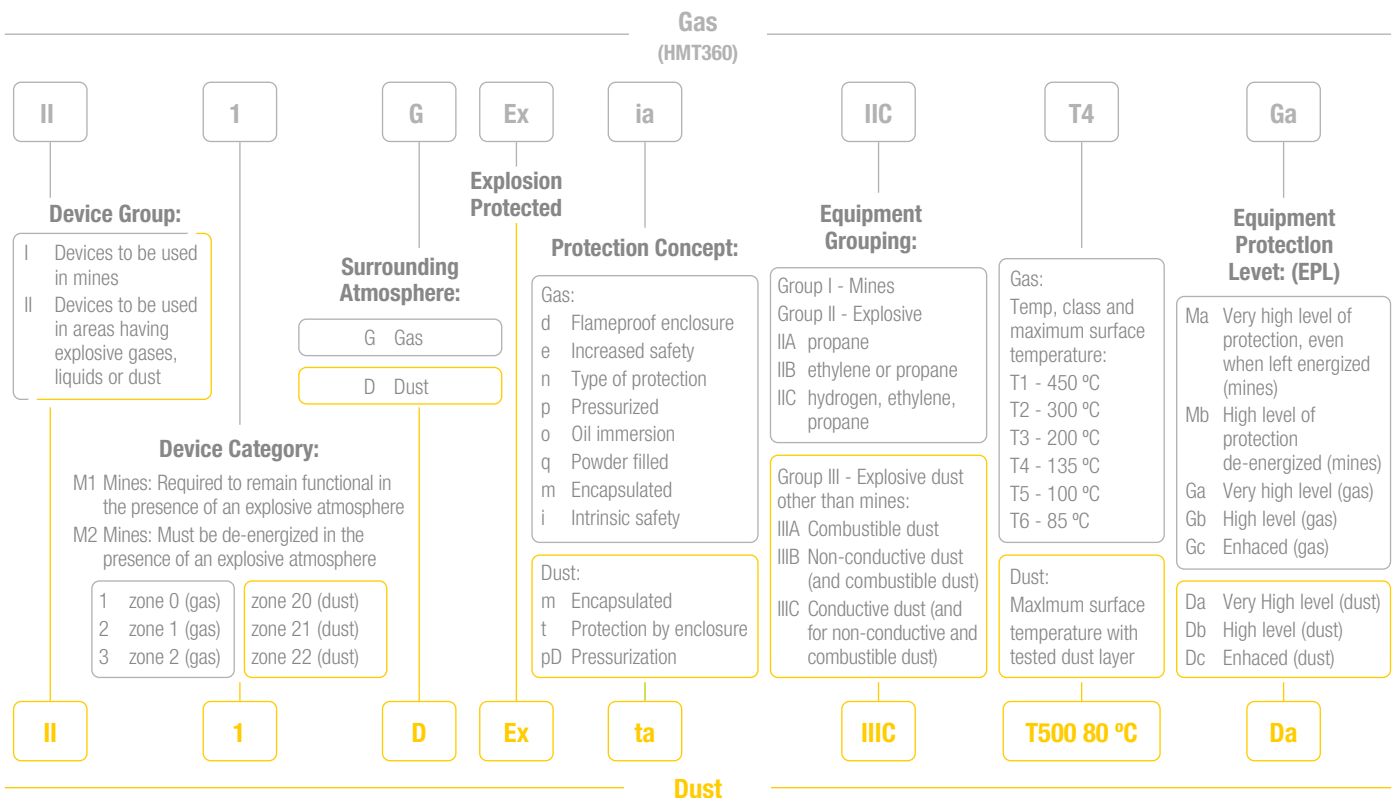 Gas
(HMT360)
II
1
G
Ex
ia
IIC
T4
Ga
Device Group:
I Devices to be used
in mines
II Devices to be used
in areas having
explosive gases,
liquids or dust
Device Category:
M1 Mines: Required to remain functional in
the presence of an explosive atmosphere
M2 Mines: Must be de-energized in the
presence of an explosive atmosphere
1 zone 0 (gas)
2 zone 1 (gas)
3 zone 2 (gas)
zone 20 (dust)
zone 21 (dust)
zone 22 (dust)
Surrounding
Atmosphere:
G Gas
D Dust
Explosion
Protected
Protection Concept:
Gas:
d Flameproof enclosure
e Increased safety
n Type of protection
p Pressurized
o Oil immersion
q Powder filled
m Encapsulated
i Intrinsic safety
Dust:
m Encapsulated
t Protection by enclosure
pD Pressurization
Equipment
Grouping:
Group I - Mines
Group II - Explosive
IIA propane
IIB ethylene or propane
IIC hydrogen, ethylene,
propane
Group III - Explosive dust
other than mines:
IIIA Combustible dust
IIIB Non-conductive dust
(and combustible dust)
IIIC Conductive dust (and
for non-conductive and
combustible dust)
Gas:
Temp, class and
maximum surface
temperature:
T1 - 450 ºC
T2 - 300 ºC
T3 - 200 ºC
T4 - 135 ºC
T5 - 100 ºC
T6 - 85 ºC
Dust:
Maxlmum surface
temperature with
tested dust layer
Equipment
Protectlon
Levet: (EPL)
Ma Very high level of
protection, even
when left energized
(mines)
Mb High level of
protection
de-energized (mines)
Ga Very high level (gas)
Gb High level (gas)
Gc Enhaced (gas)
Da Very High level (dust)
Db High level (dust)
Dc Enhaced (dust)
II
1
D
Ex
ta
IIIC
T500 80 ºC
Da
Dust